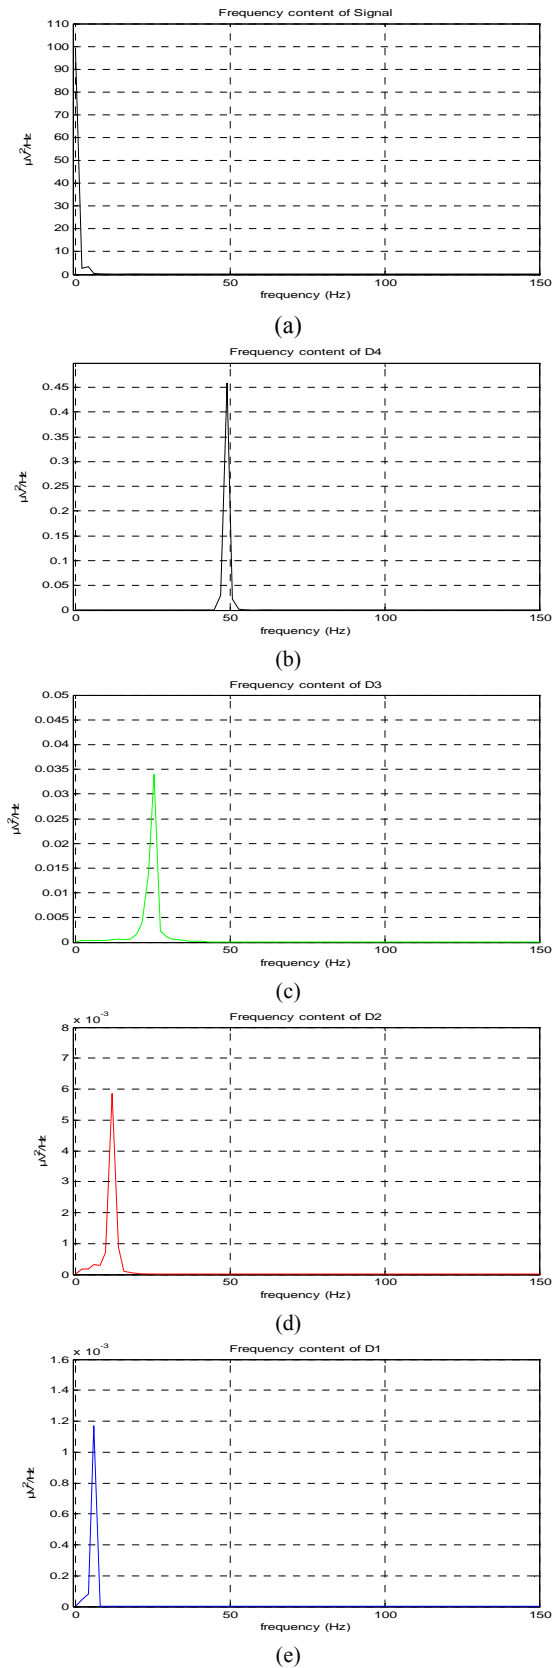 Frequency content of Signal
110
100
90
80
70
60
50
40
30
20
10
0
µV²/Hz
0 50 100 150
frequency (Hz)
(a)
Frequency content of D4
0.45
0.4
0.35
0.3
0.25
0.2
0.15
0.1
0.05
0
µV²/Hz
0 50 100 150
frequency (Hz)
(b)
Frequency content of D3
0.05
0.045
0.04
0.035
0.03
0.025
0.02
0.015
0.01
0.005
0
µV²/Hz
0 50 100 150
frequency (Hz)
(c)
Frequency content of D2
x 10⁻³
8
7
6
5
4
3
2
1
0
µV²/Hz
0 50 100 150
frequency (Hz)
(d)
Frequency content of D1
x 10⁻³
1.6
1.4
1.2
1
0.8
0.6
0.4
0.2
0
µV²/Hz
0 50 100 150
frequency (Hz)
(e)